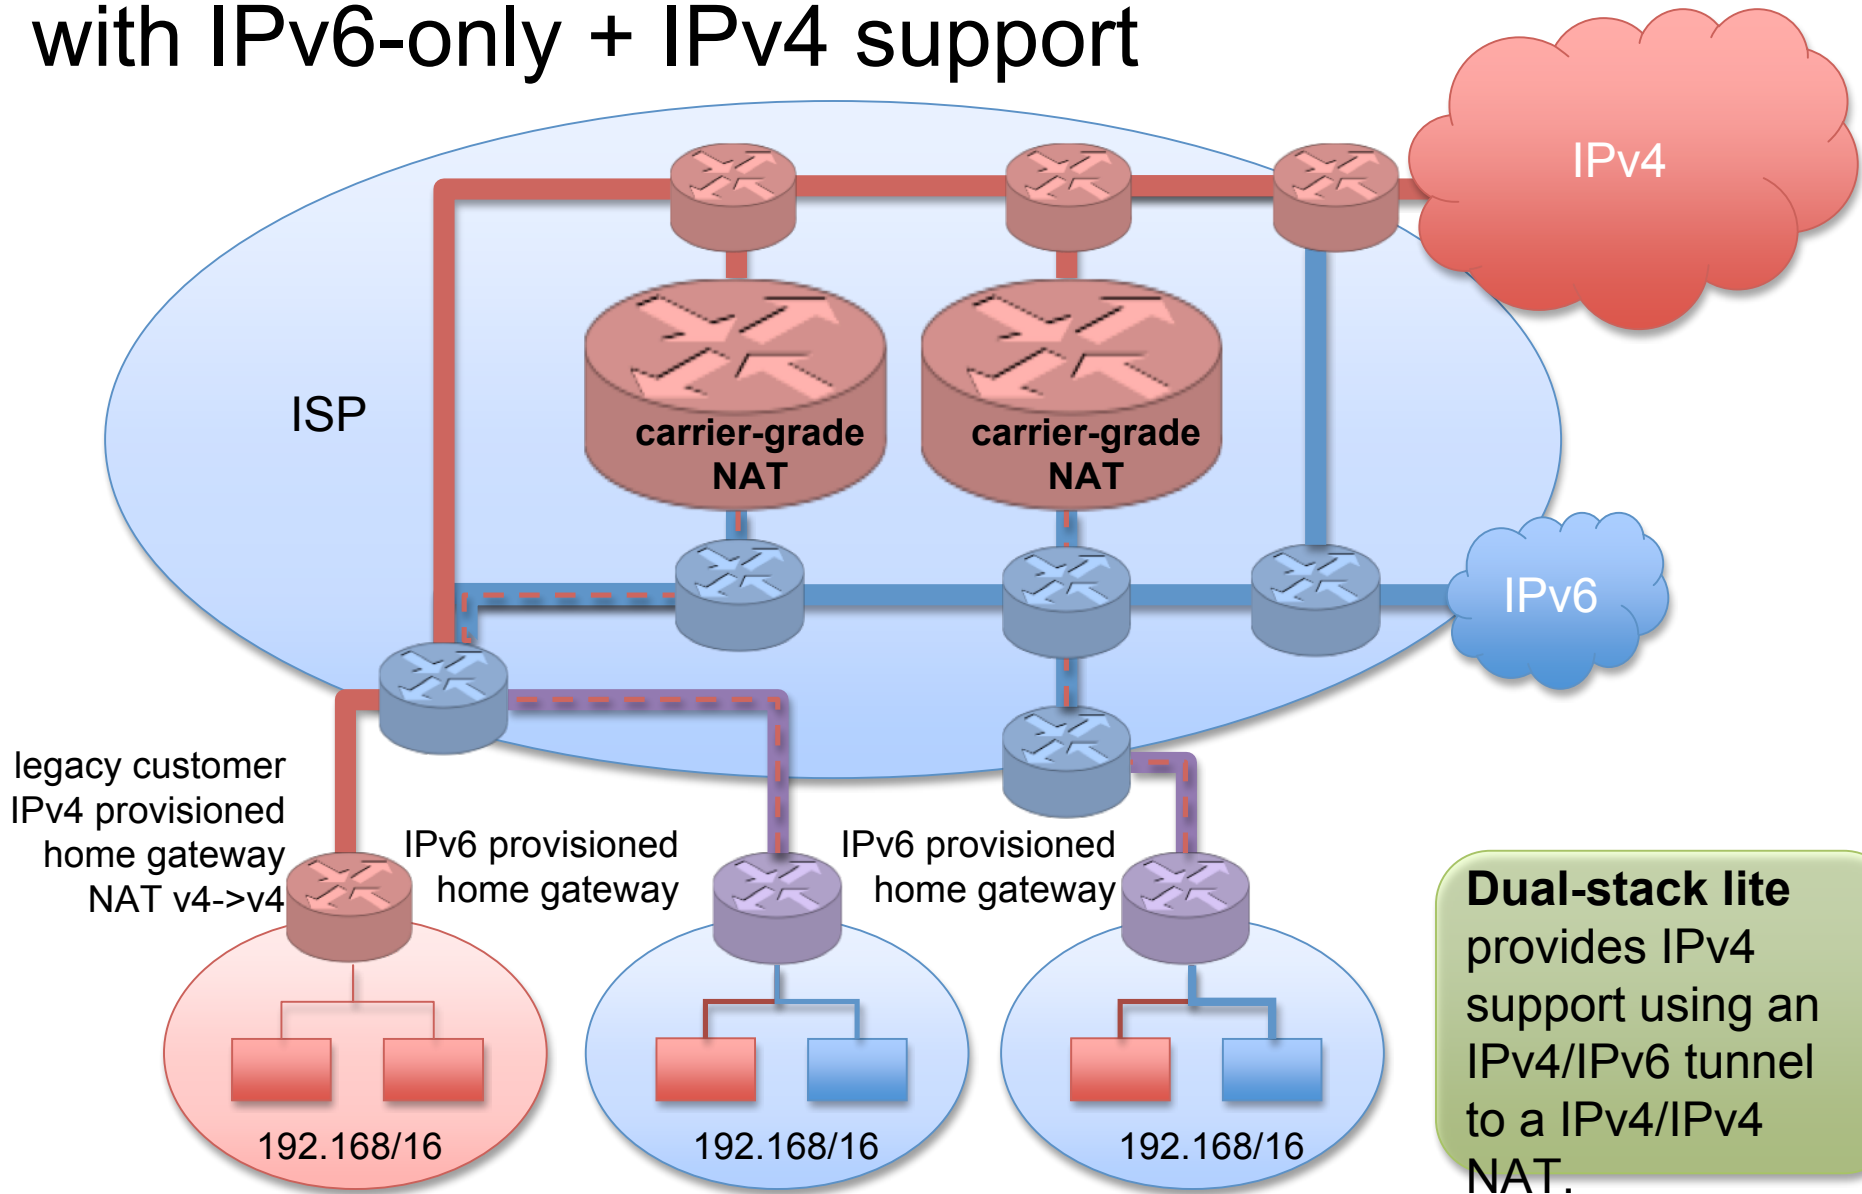 with IPv6-only + IPv4 support
IPv4
ISP
carrier-grade
NAT
carrier-grade
NAT
IPv6
legacy customer
IPv4 provisioned
home gateway
NAT v4->v4
IPv6 provisioned
home gateway
IPv6 provisioned
home gateway
192.168/16
192.168/16
192.168/16
Dual-stack lite
provides IPv4
support using an
IPv4/IPv6 tunnel
to a IPv4/IPv4
NAT.